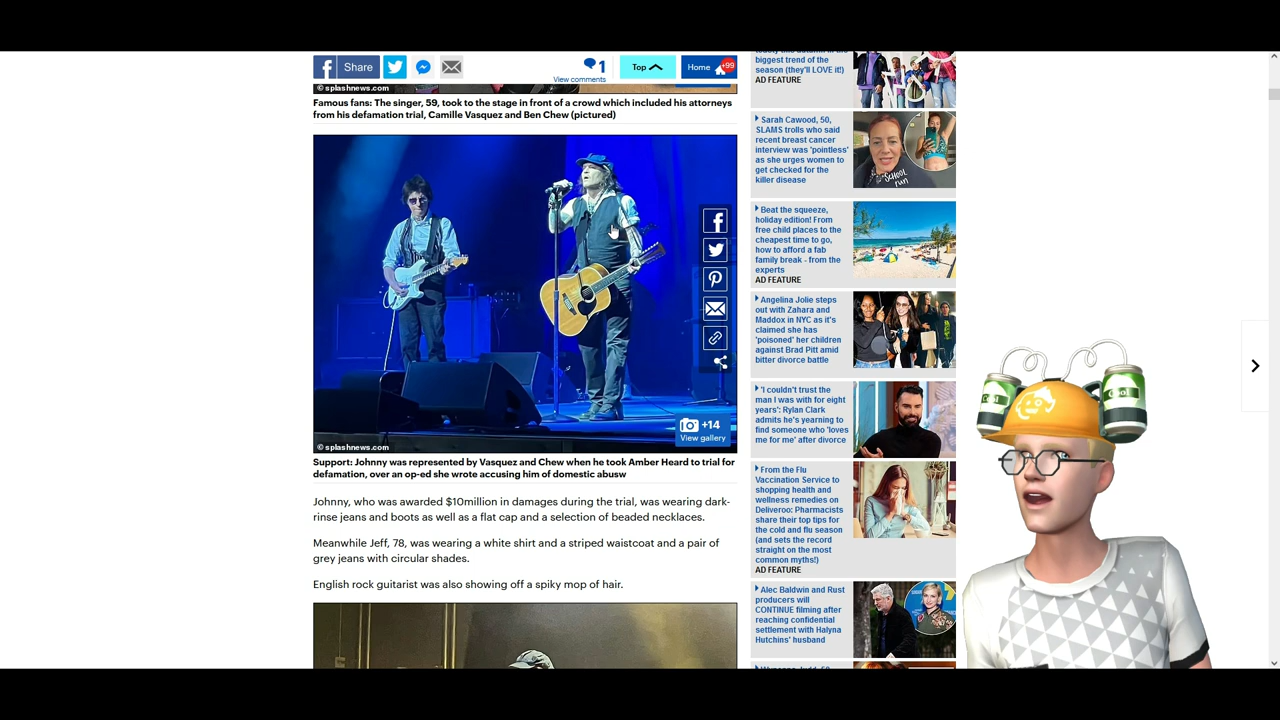 Share
1
View comments
Top
Home
+99
© splashnews.com
Famous fans: The singer, 59, took to the stage in front of a crowd which included his attorneys
from his defamation trial, Camille Vasquez and Ben Chew (pictured)
+14
View gallery
© splashnews.com
Support: Johnny was represented by Vasquez and Chew when he took Amber Heard to trial for
defamation, over an op-ed she wrote accusing him of domestic abusw
Johnny, who was awarded $10million in damages during the trial, was wearing dark-
rinse jeans and boots as well as a flat cap and a selection of beaded necklaces.
Meanwhile Jeff, 78, was wearing a white shirt and a striped waistcoat and a pair of
grey jeans with circular shades.
English rock guitarist was also showing off a spiky mop of hair.
biggest trend of the
season (they'll LOVE it!)
AD FEATURE
Sarah Cawood, 50,
SLAMS trolls who said
recent breast cancer
interview was 'pointless'
as she urges women to
get checked for the
killer disease
SCHOOL
run
Beat the squeeze,
holiday edition! From
free child places to the
cheapest time to go,
how to afford a fab
family break - from the
experts
AD FEATURE
Angelina Jolie steps
out with Zahara and
Maddox in NYC as it's
claimed she has
'poisoned' her children
against Brad Pitt amid
bitter divorce battle
'I couldn't trust the
man I was with for eight
years': Rylan Clark
admits he's yearning to
find someone who 'loves
me for me' after divorce
From the Flu
Vaccination Service to
shopping health and
wellness remedies on
Deliveroo: Pharmacists
share their top tips for
the cold and flu season
(and sets the record
straight on the most
common myths!)
AD FEATURE
Alec Baldwin and Rust
producers will
CONTINUE filming after
reaching confidential
settlement with Halyna
Hutchins' husband